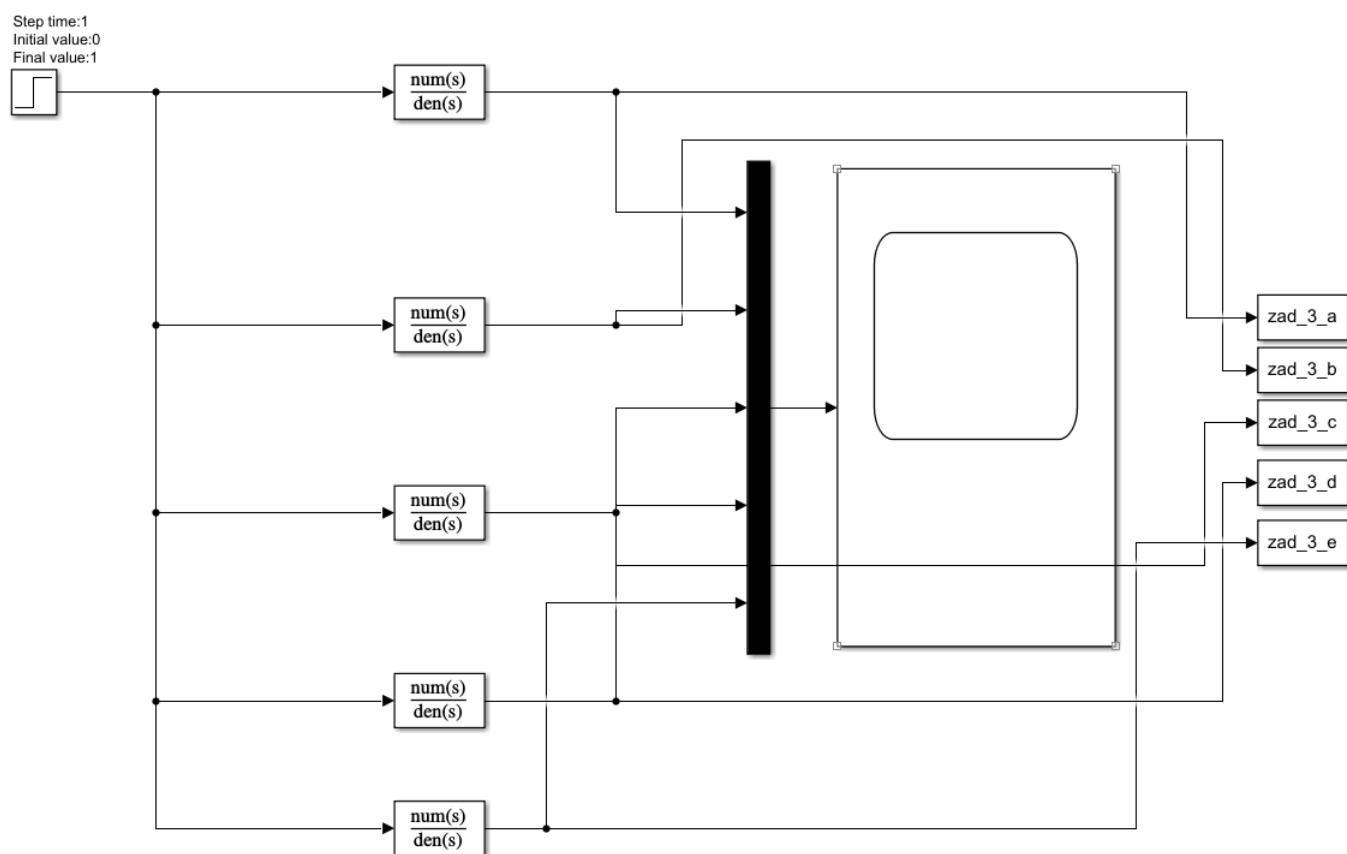 Step time:1
Initial value:0
Final value:1
num(s)
den(s)
num(s)
den(s)
zad_3_a
zad_3_b
zad_3_c
zad_3_d
num(s)
den(s)
zad_3_e
num(s)
den(s)
num(s)
den(s)